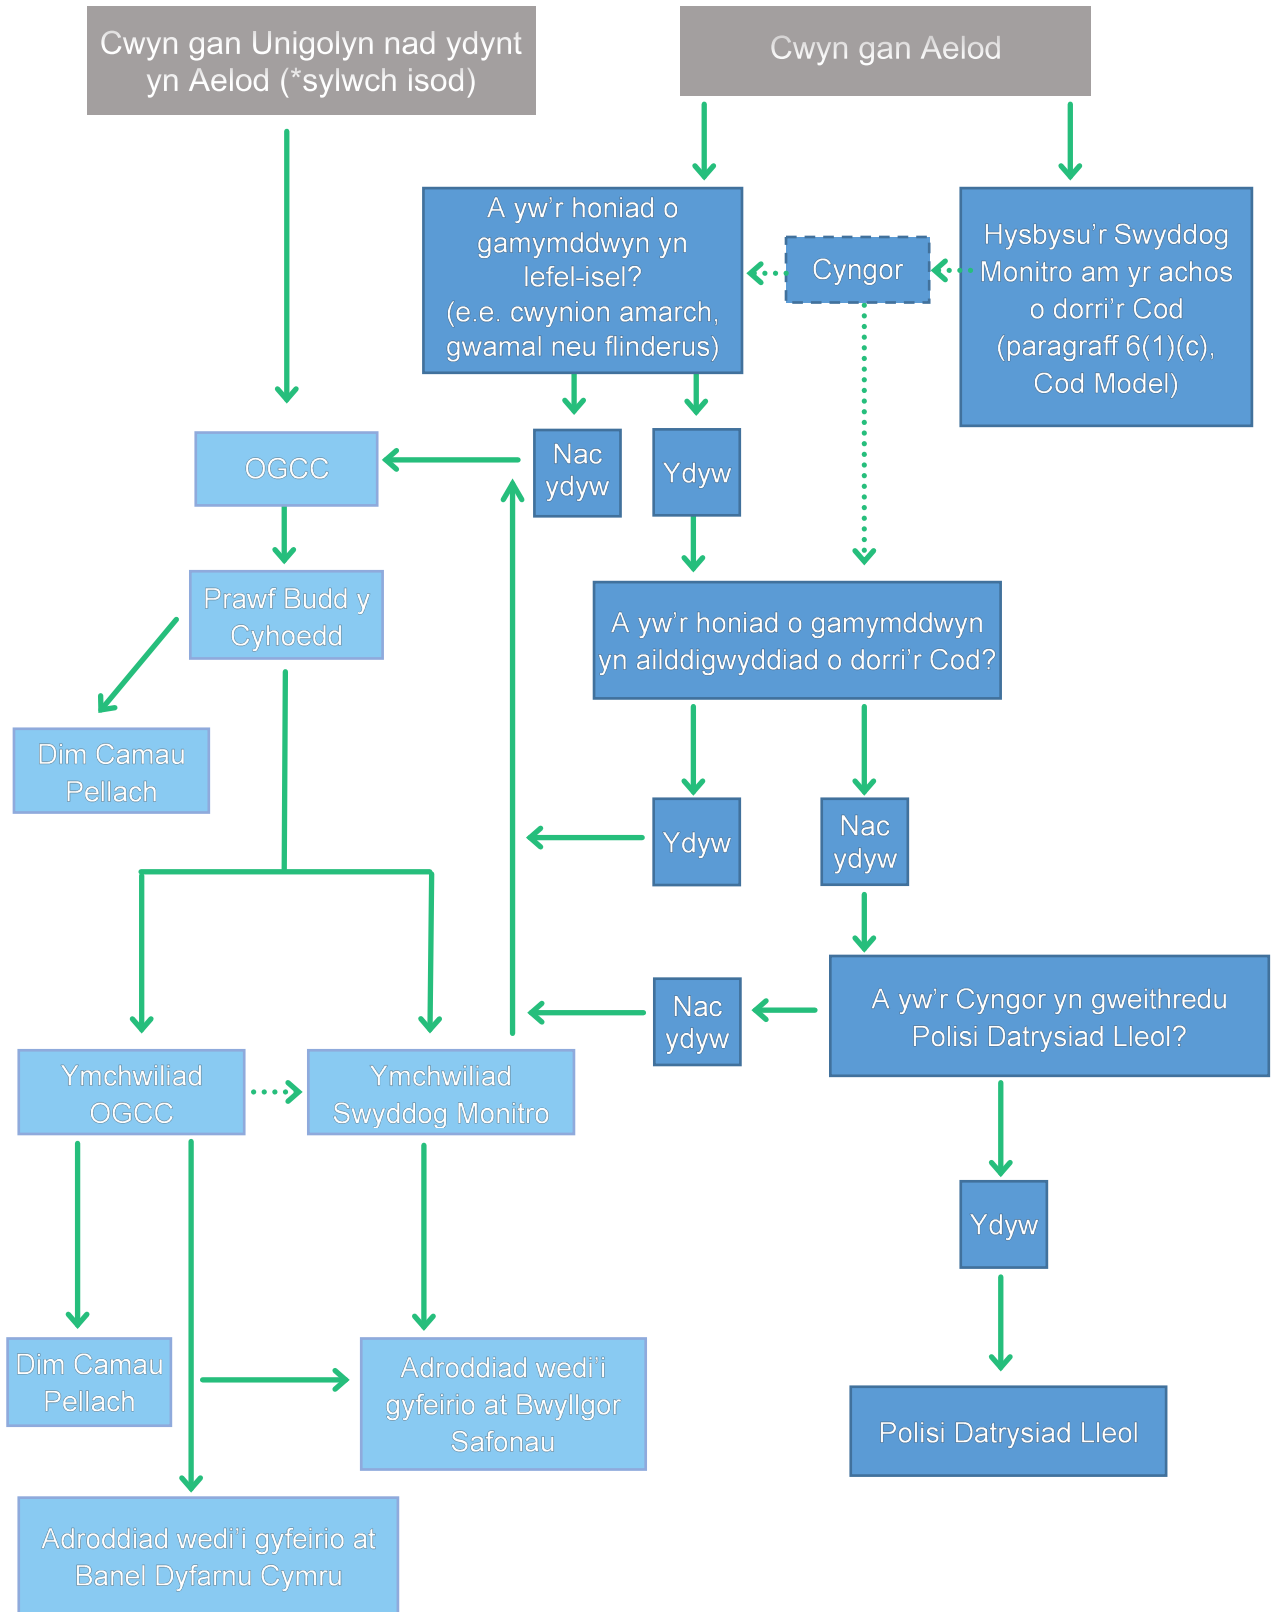 Cwyn gan Unigolyn nad ydynt
yn Aelod (*sylwch isod)
Cwyn gan Aelod
A yw'r honiad o
gamymddwyn yn
lefel-isel?
(e.e. cwynion amarch,
gwamal neu flinderus)
Cyngor
Hysbysu'r Swyddog
Monitro am yr achos
o dorri'r Cod
(paragraff 6(1)(c),
Cod Model)
OGCC
Nac
ydyw
Ydyw
Prawf Budd y
Cyhoedd
A yw'r honiad o gamymddwyn
yn ailddigwyddiad o dorri'r Cod?
Dim Camau
Pellach
Ydyw
Nac
ydyw
Nac
ydyw
A yw'r Cyngor yn gweithredu
Polisi Datrysiad Lleol?
Ymchwiliad
OGCC
Ymchwiliad
Swyddog Monitro
Ydyw
Dim Camau
Pellach
Adroddiad wedi'i
gyfeirio at Bwyllgor
Safonau
Polisi Datrysiad Lleol
Adroddiad wedi'i gyfeirio at
Banel Dyfarnu Cymru